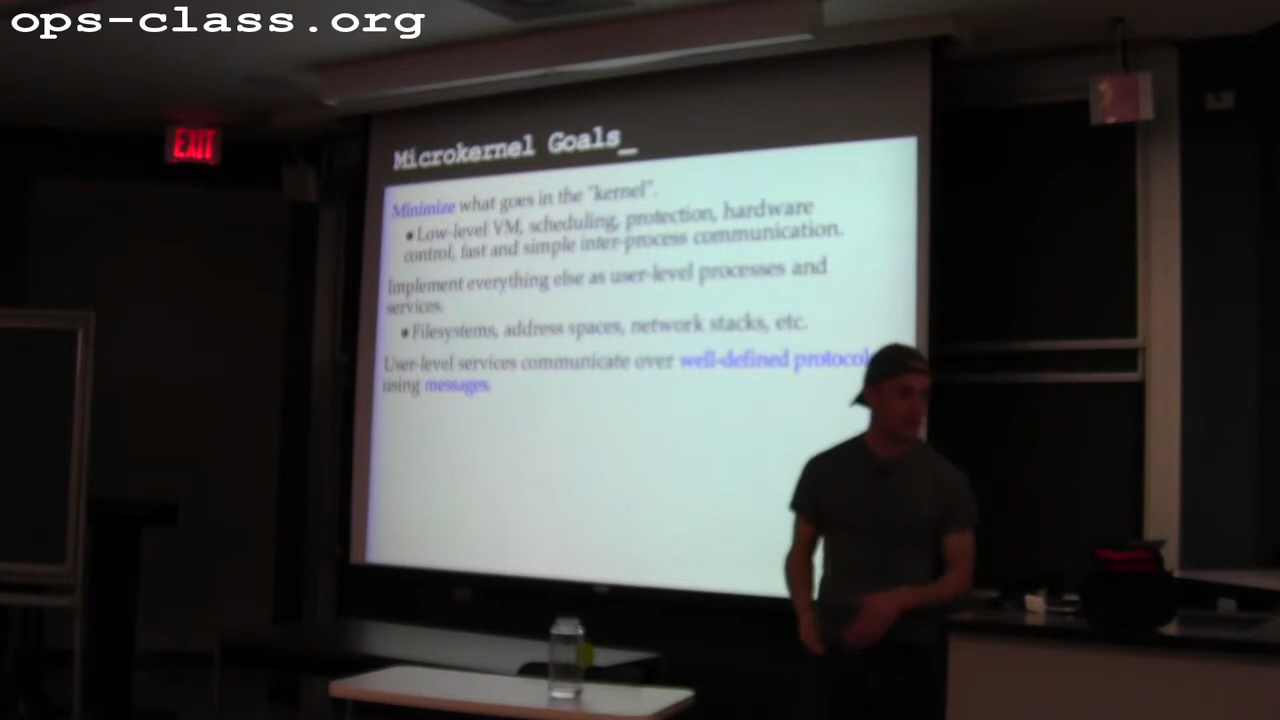 ops-class.org
EXIT
Microkernel Goals_
Minimize what goes in the "kernel".
• Low-level VM, scheduling, protection, hardware
control, fast and simple inter-process communication.
Implement everything else as user-level processes and
services.
• Filesystems, address spaces, network stacks, etc.
User-level services communicate over well-defined protocol
using messages.